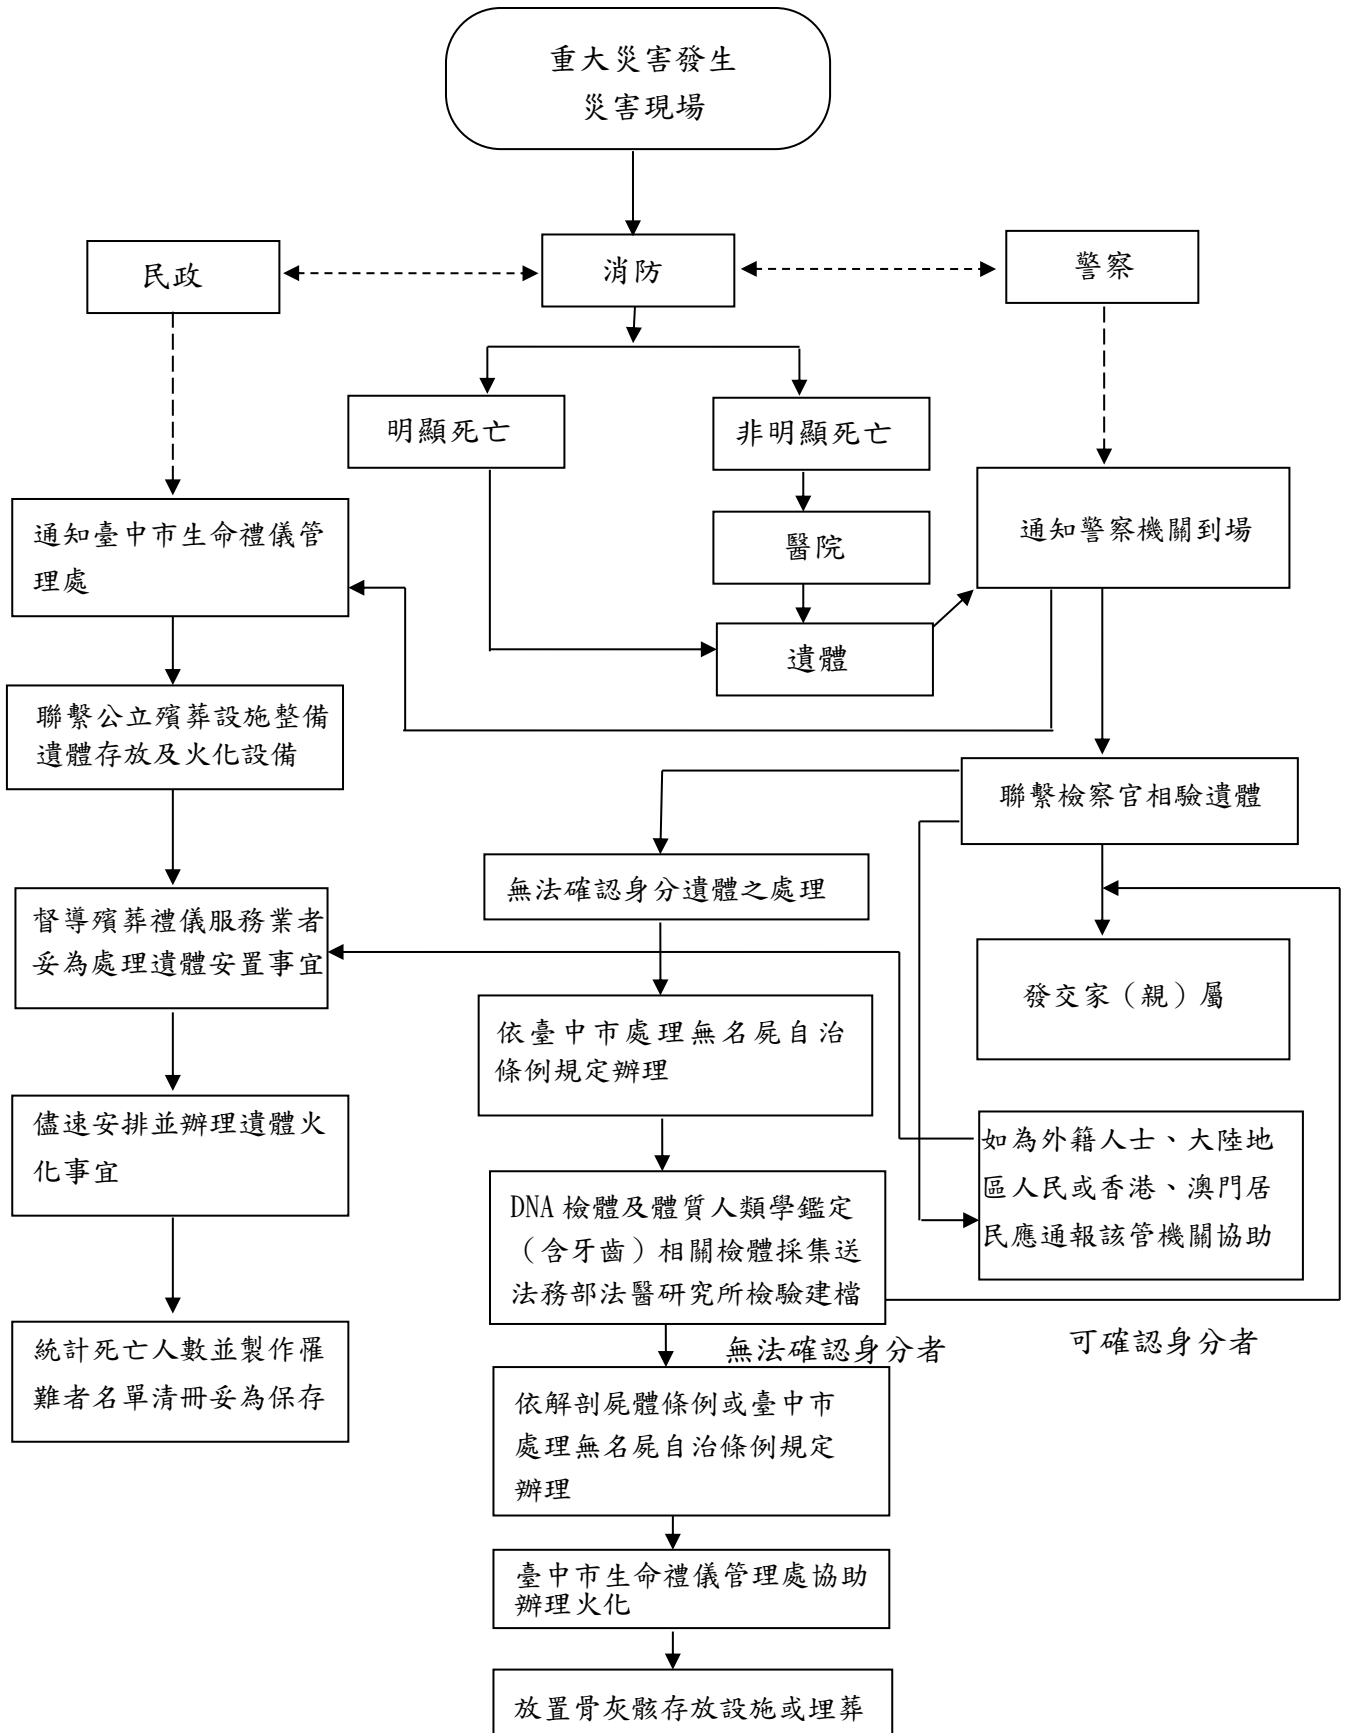 重大災害發生
災害現場
民政
消防
警察
明顯死亡
非明顯死亡
通知臺中市生命禮儀管
理處
醫院
通知警察機關到場
遺體
聯繫公立殯葬設施整備
遺體存放及火化設備
聯繫檢察官相驗遺體
無法確認身分遺體之處理
督導殯葬禮儀服務業者
妥為處理遺體安置事宜
發交家（親）屬
依臺中市處理無名屍自治
條例規定辦理
儘速安排並辦理遺體火
化事宜
如為外籍人士、大陸地
區人民或香港、澳門居
民應通報該管機關協助
DNA 檢體及體質人類學鑑定
（含牙齒）相關檢體採集送
法務部法醫研究所檢驗建檔
無法確認身分者
可確認身分者
統計死亡人數並製作罹
難者名單清冊妥為保存
依解剖屍體條例或臺中市
處理無名屍自治條例規定
辦理
臺中市生命禮儀管理處協助
辦理火化
放置骨灰骸存放設施或埋葬